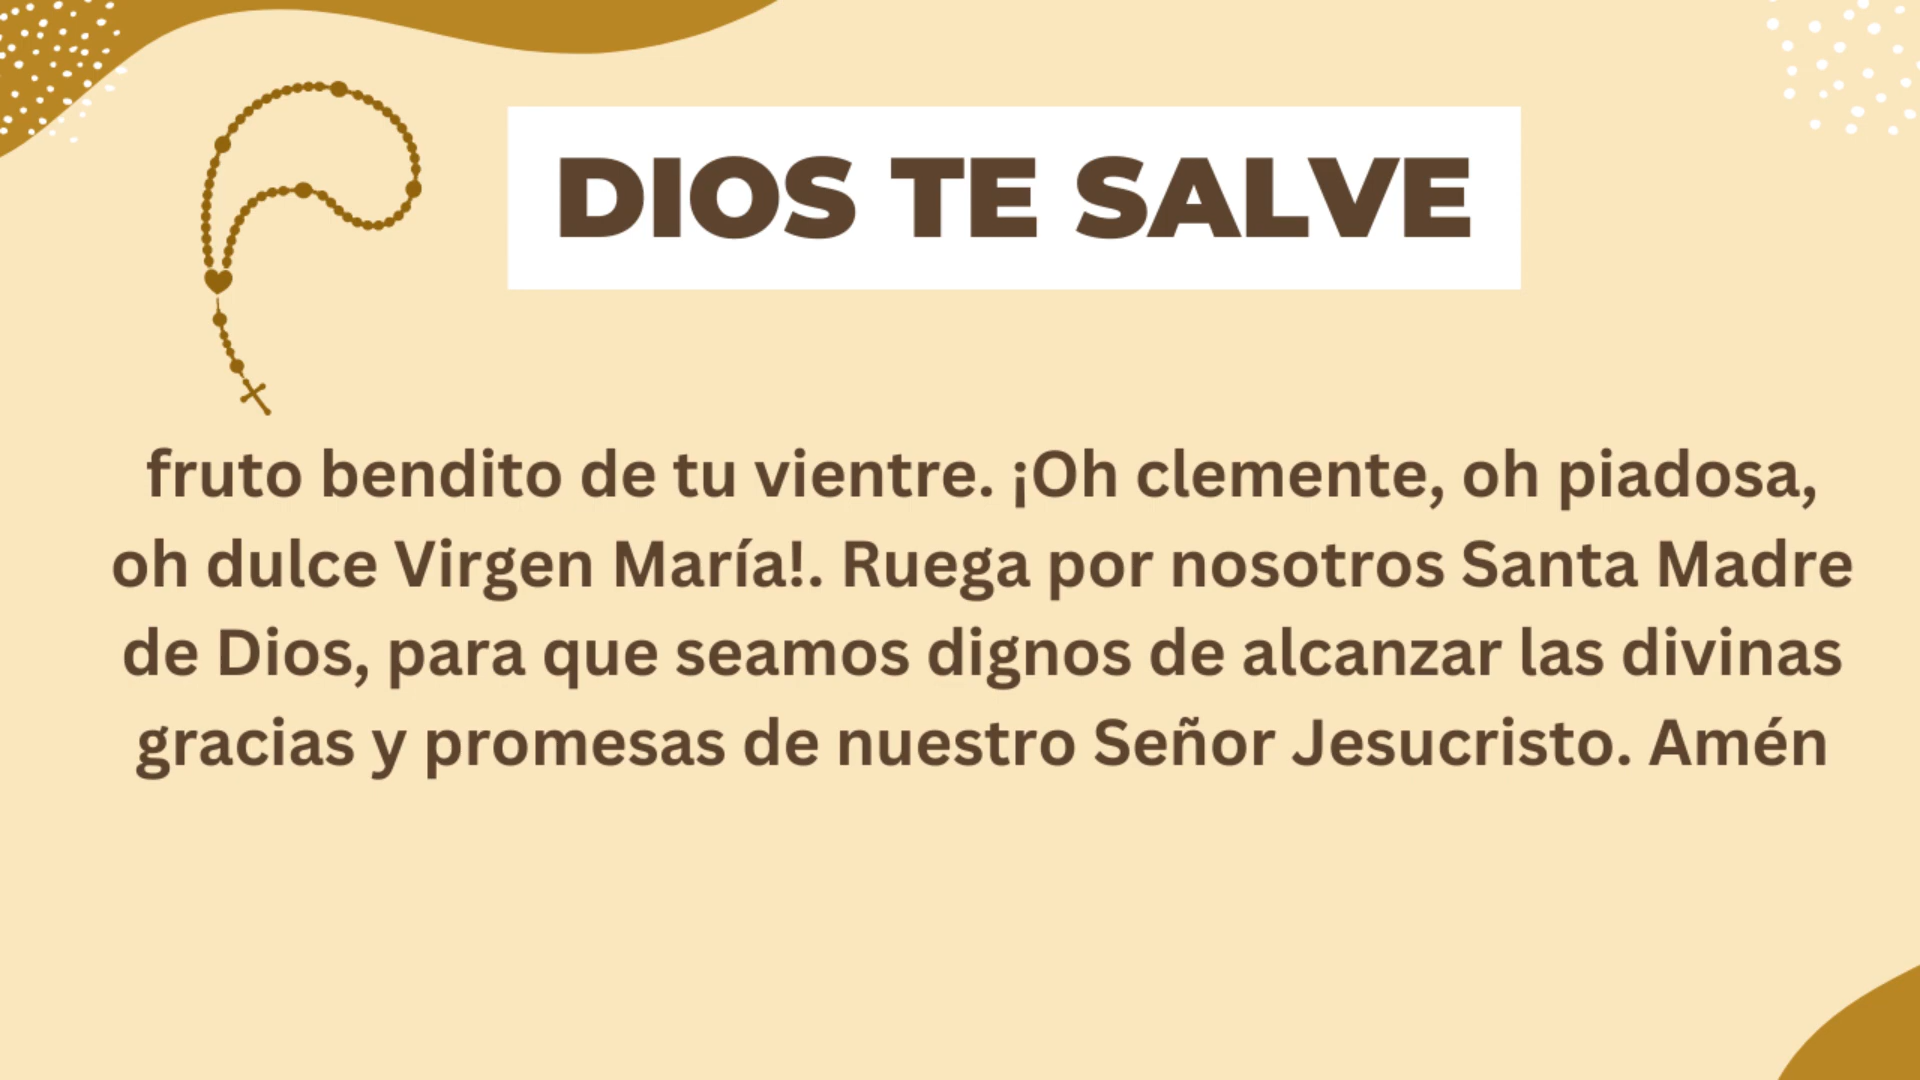 DIOS TE SALVE
fruto bendito de tu vientre. ¡Oh clemente, oh piadosa,
oh dulce Virgen María!. Ruega por nosotros Santa Madre
de Dios, para que seamos dignos de alcanzar las divinas
gracias y promesas de nuestro Señor Jesucristo. Amén